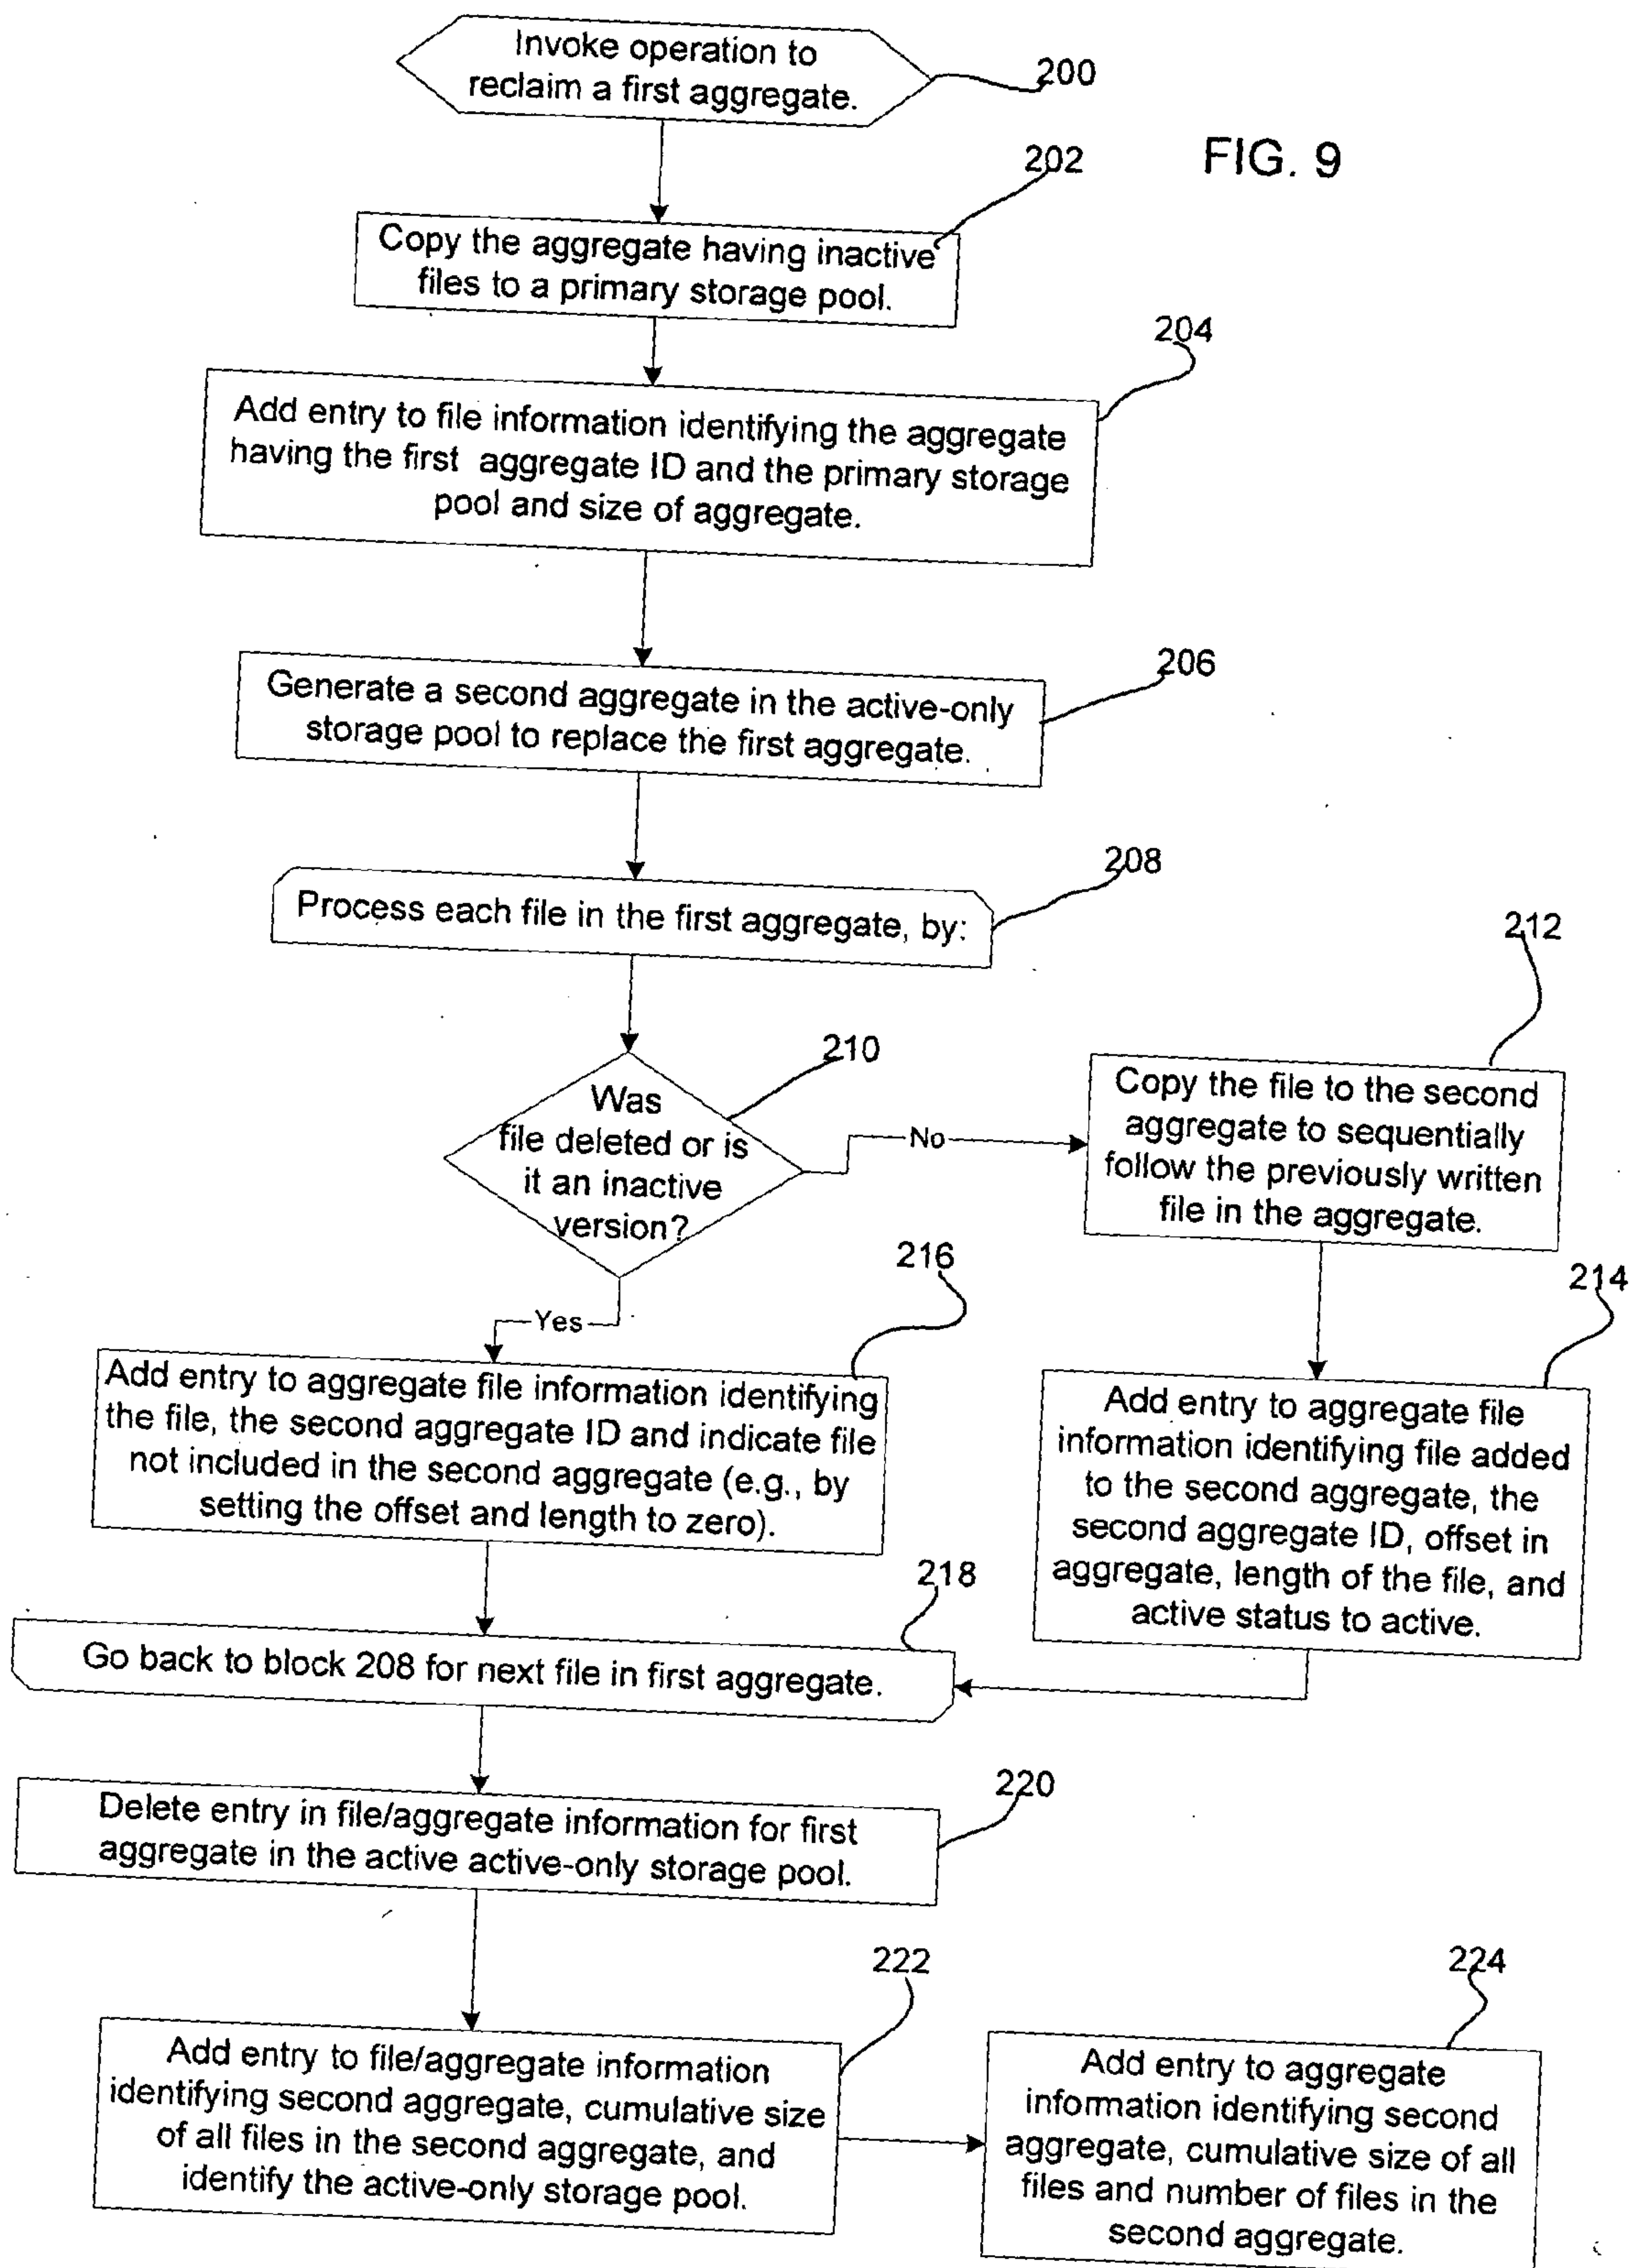 Invoke operation to
reclaim a first aggregate.
200
FIG. 9
202
Copy the aggregate having inactive
files to a primary storage pool.
204
Add entry to file information identifying the aggregate
having the first aggregate ID and the primary storage
pool and size of aggregate.
206
Generate a second aggregate in the active-only
storage pool to replace the first aggregate.
208
Process each file in the first aggregate, by:
210
Was
file deleted or is
it an inactive
version?
No
Yes
212
Copy the file to the second
aggregate to sequentially
follow the previously written
file in the aggregate.
214
Add entry to aggregate file
information identifying file added
to the second aggregate, the
second aggregate ID, offset in
aggregate, length of the file, and
active status to active.
216
Add entry to aggregate file information identifying
the file, the second aggregate ID and indicate file
not included in the second aggregate (e.g., by
setting the offset and length to zero).
218
Go back to block 208 for next file in first aggregate.
220
Delete entry in file/aggregate information for first
aggregate in the active active-only storage pool.
222
Add entry to file/aggregate information
identifying second aggregate, cumulative size
of all files in the second aggregate, and
identify the active-only storage pool.
224
Add entry to aggregate
information identifying second
aggregate, cumulative size of all
files and number of files in the
second aggregate.